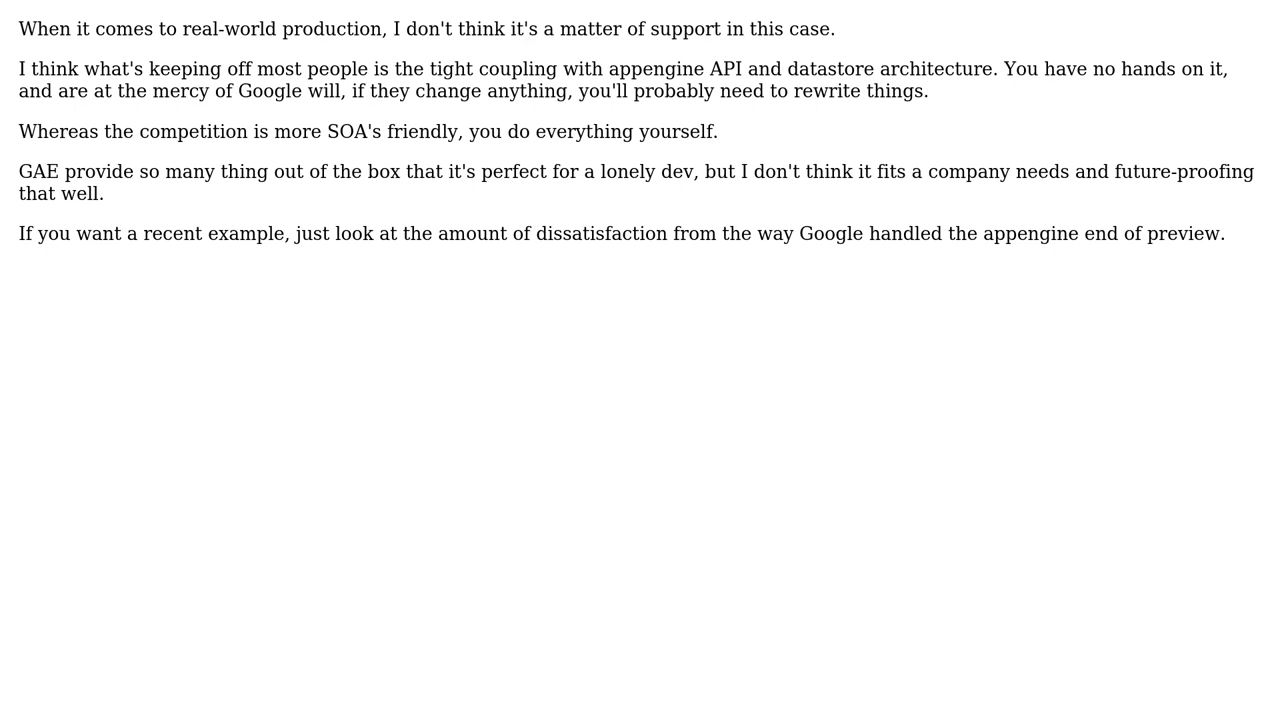 When it comes to real-world production, I don't think it's a matter of support in this case.
I think what's keeping off most people is the tight coupling with appengine API and datastore architecture. You have no hands on it,
and are at the mercy of Google will, if they change anything, you'll probably need to rewrite things.
Whereas the competition is more SOA's friendly, you do everything yourself.
GAE provide so many thing out of the box that it's perfect for a lonely dev, but I don't think it fits a company needs and future-proofing
that well.
If you want a recent example, just look at the amount of dissatisfaction from the way Google handled the appengine end of preview.